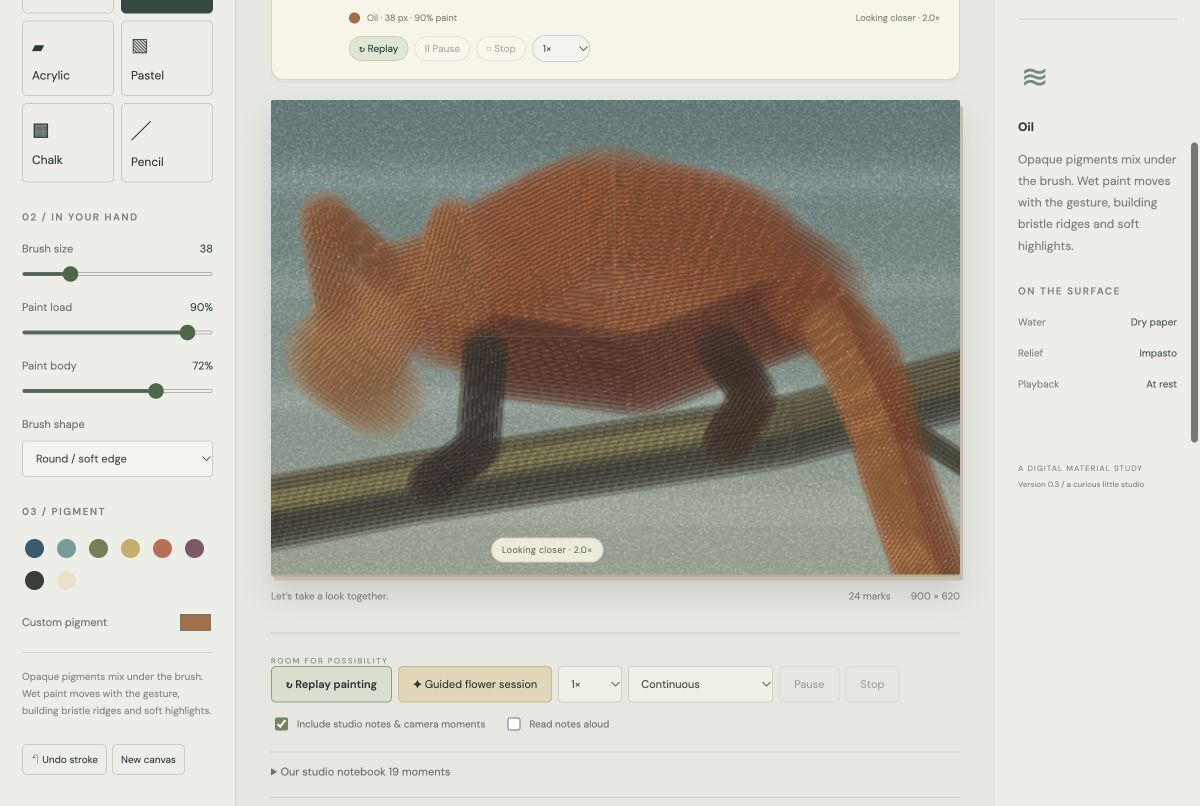 Acrylic
Pastel
Chalk
Pencil
02 / IN YOUR HAND
Brush size 38
Paint load 90%
Paint body 72%
Brush shape
Round / soft edge
03 / PIGMENT
Custom pigment
Opaque pigments mix under the brush.
Wet paint moves with the gesture,
building bristle ridges and soft highlights.
Undo stroke
New canvas
Oil · 38 px · 90% paint
Looking closer · 2.0×
↻ Replay
II Pause
Stop
1×
Looking closer · 2.0×
Let's take a look together.
24 marks 900 × 620
ROOM FOR POSSIBILITY
↻ Replay painting
✦ Guided flower session
1×
Continuous
Pause
Stop
Include studio notes & camera moments
Read notes aloud
Our studio notebook 19 moments
Oil
Opaque pigments mix under
the brush. Wet paint moves
with the gesture, building
bristle ridges and soft
highlights.
ON THE SURFACE
Water Dry paper
Relief Impasto
Playback At rest
A DIGITAL MATERIAL STUDY
Version 0.3 / a curious little studio